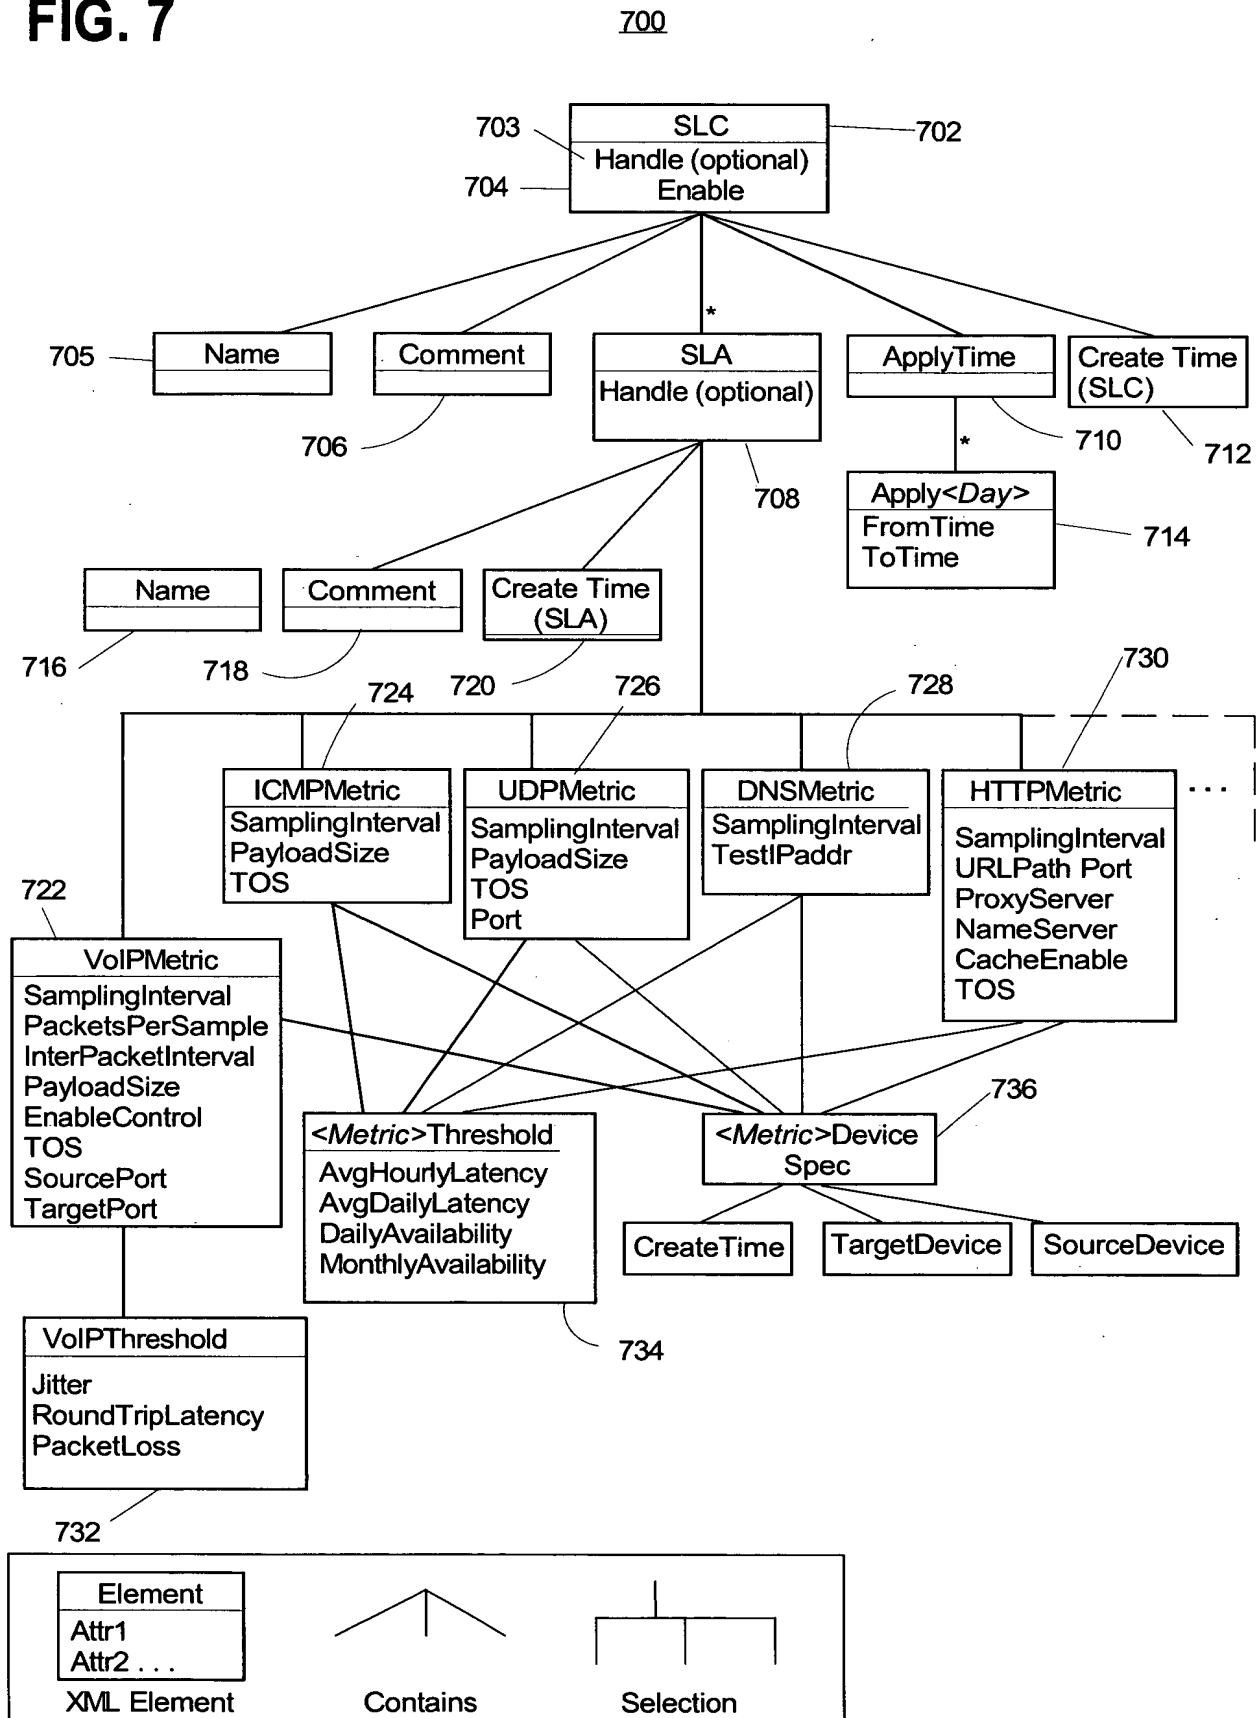 FIG. 7
700
SLC
Handle (optional)
Enable
703
704
702
*
Name
Comment
SLA
Handle (optional)
ApplyTime
Create Time
(SLC)
705
706
708
710
712
*
Apply<Day>
FromTime
ToTime
714
Name
Comment
Create Time
(SLA)
716
718
720
724
726
728
730
ICMPMetric
SamplingInterval
PayloadSize
TOS
UDPMetric
SamplingInterval
PayloadSize
TOS
Port
DNSMetric
SamplingInterval
TestIPaddr
HTTPMetric
SamplingInterval
URLPath Port
ProxyServer
NameServer
CacheEnable
TOS
...
722
VoIPMetric
SamplingInterval
PacketsPerSample
InterPacketInterval
PayloadSize
EnableControl
TOS
SourcePort
TargetPort
<Metric>Threshold
AvgHourlyLatency
AvgDailyLatency
DailyAvailability
MonthlyAvailability
734
<Metric>Device
Spec
736
CreateTime
TargetDevice
SourceDevice
VoIPThreshold
Jitter
RoundTripLatency
PacketLoss
732
Element
Attr1
Attr2 . . .
XML Element
Contains
Selection